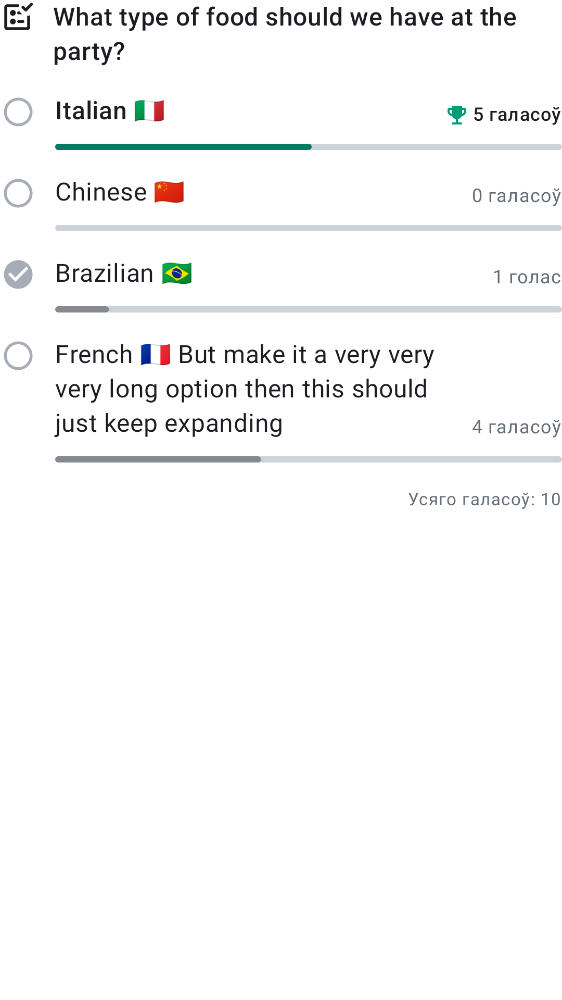 What type of food should we have at the
party?
Italian 🇮🇹
5 галасоў
Chinese 🇨🇳
0 галасоў
Brazilian 🇧🇷
1 голас
French 🇫🇷 But make it a very very
very long option then this should
just keep expanding
4 галасоў
Усяго галасоў: 10